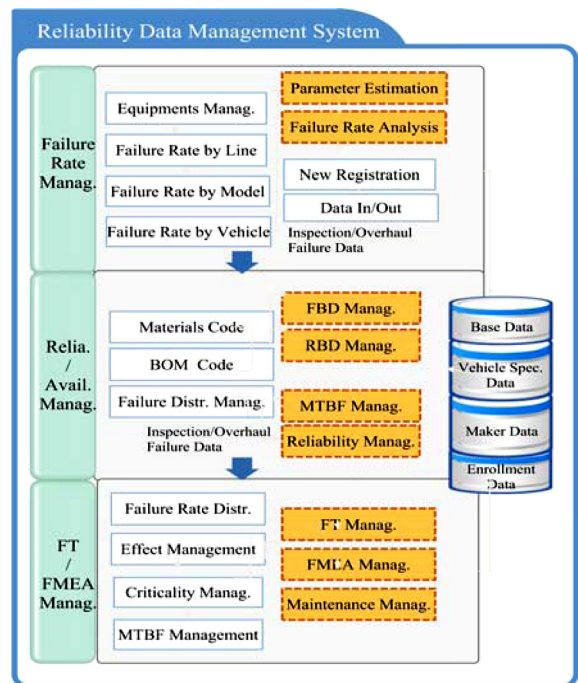 Reliability Data Management System
Failure
Rate
Manag.
Equipments Manag.
Failure Rate by Line
Failure Rate by Model
Failure Rate by Vehicle
Parameter Estimation
Failure Rate Analysis
New Registration
Data In/Out
Inspection/Overhaul
Failure Data
Relia.
/
Avail.
Manag.
Materials Code
BOM Code
Failure Distr. Manag.
Inspection/Overhaul
Failure Data
FBD Manag.
RBD Manag.
MTBF Manag.
Reliability Manag.
Base Data
Vehicle Spec.
Data
Maker Data
Enrollment
Data
FT
/
FMEA
Manag.
Failure Rate Distr.
Effect Management
Criticality Manag.
MTBF Management
FT Manag.
FMEA Manag.
Maintenance Manag.